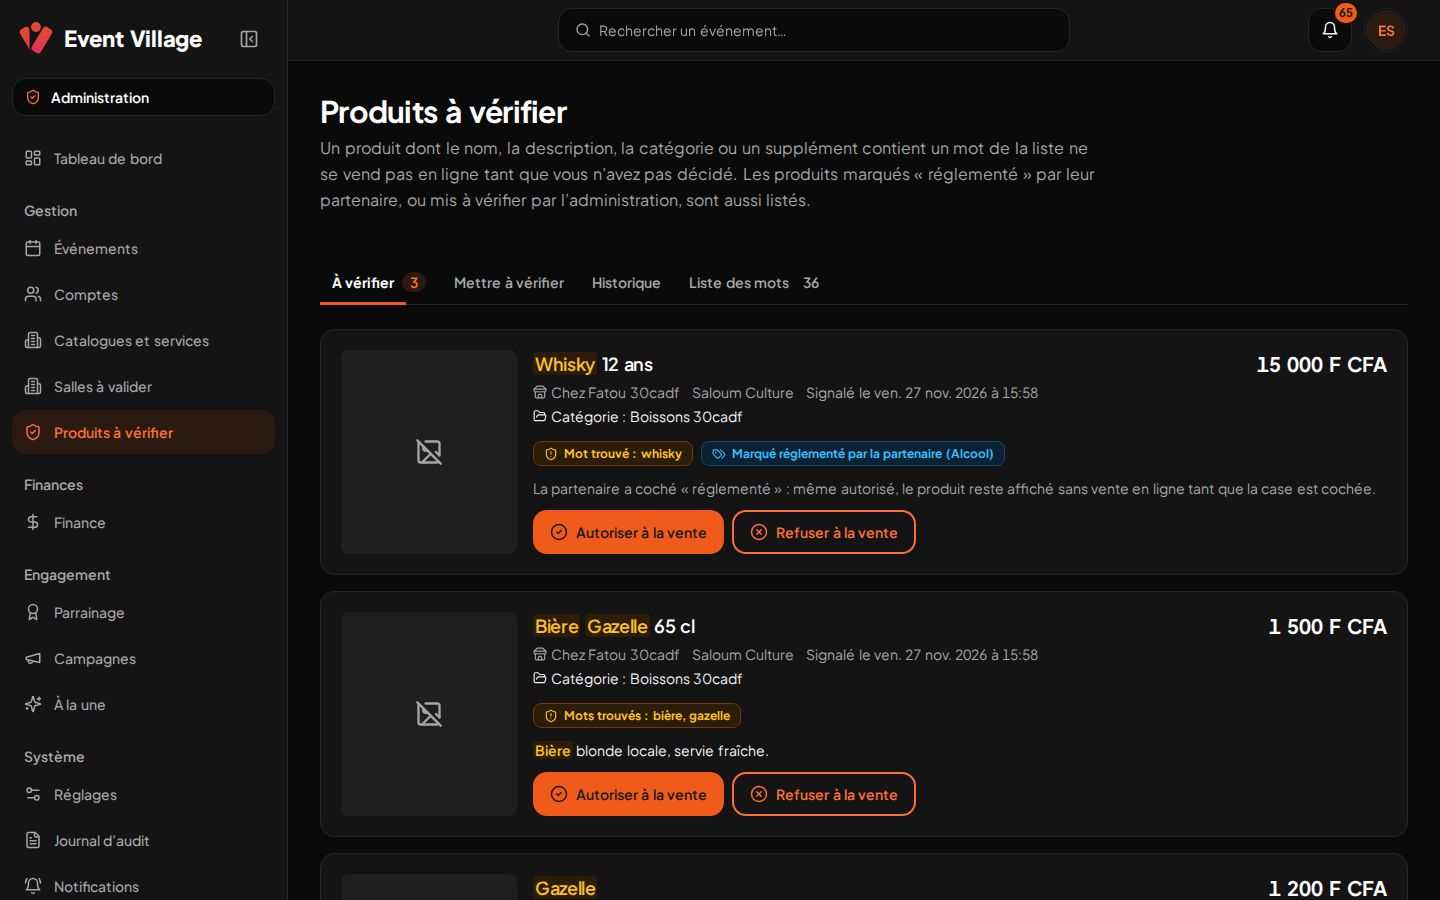 Event Village
Rechercher un événement...
65
ES
Administration
Tableau de bord
Gestion
Événements
Comptes
Catalogues et services
Salles à valider
Produits à vérifier
Finances
Finance
Engagement
Parrainage
Campagnes
À la une
Système
Réglages
Journal d'audit
Notifications
Produits à vérifier
Un produit dont le nom, la description, la catégorie ou un supplément contient un mot de la liste ne
se vend pas en ligne tant que vous n'avez pas décidé. Les produits marqués « réglementé » par leur
partenaire, ou mis à vérifier par l'administration, sont aussi listés.
À vérifier 3 Mettre à vérifier Historique Liste des mots 36
Whisky 12 ans 15 000 F CFA
Chez Fatou 30cadf Saloum Culture Signalé le ven. 27 nov. 2026 à 15:58
Catégorie : Boissons 30cadf
Mot trouvé : whisky Marqué réglementé par la partenaire (Alcool)
La partenaire a coché « réglementé » : même autorisé, le produit reste affiché sans vente en ligne tant que la case est cochée.
Autoriser à la vente Refuser à la vente
Bière Gazelle 65 cl 1 500 F CFA
Chez Fatou 30cadf Saloum Culture Signalé le ven. 27 nov. 2026 à 15:58
Catégorie : Boissons 30cadf
Mots trouvés : bière, gazelle
Bière blonde locale, servie fraîche.
Autoriser à la vente Refuser à la vente
Gazelle 1 200 F CFA